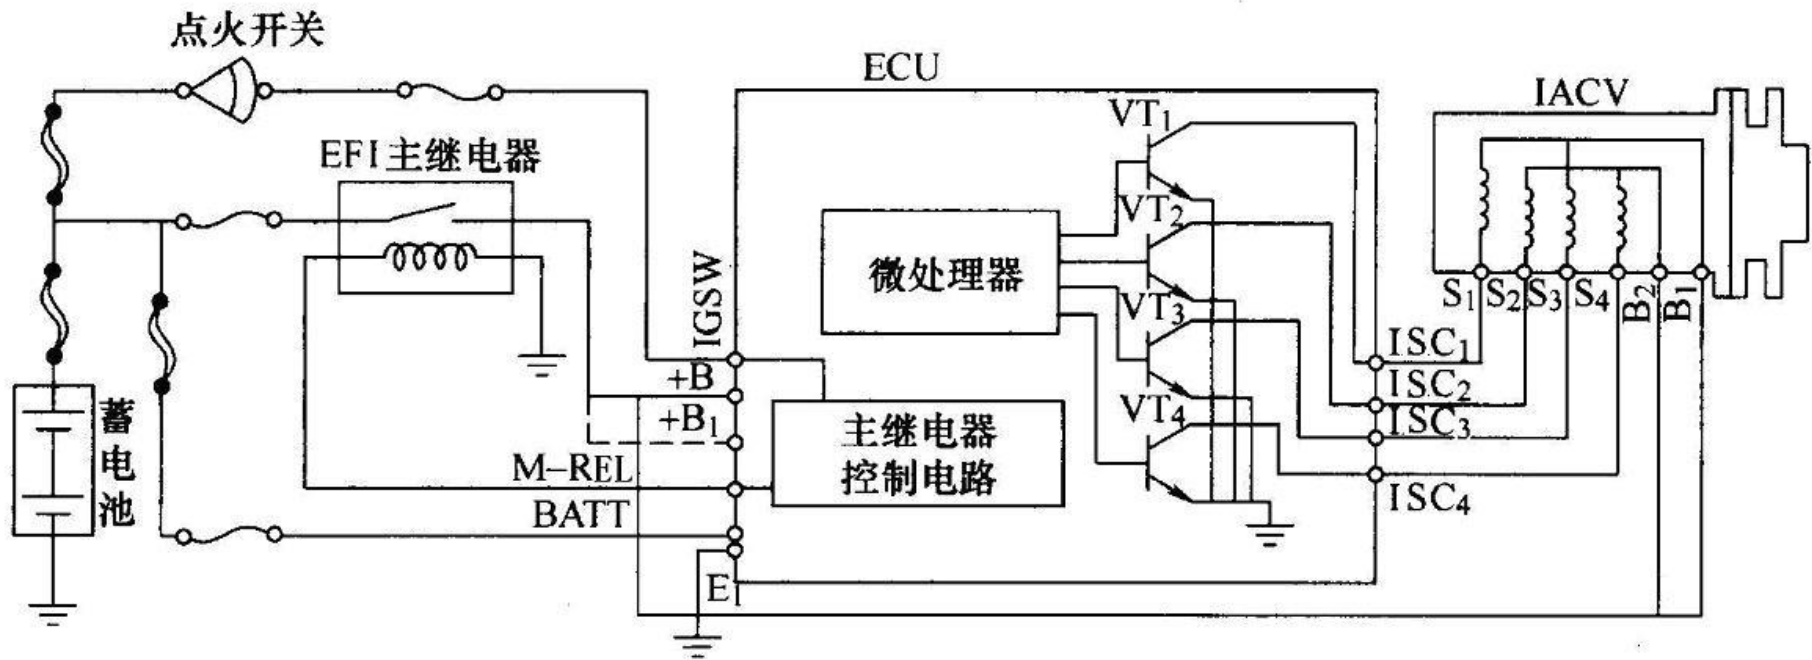 点火开关
ECU
IACV
VT1
EFI主继电器
VT2
微处理器
IGSW
VT3
S1
S2
S3
S4
B2
B1
ISC1
+B
ISC2
蓄电池
+B1
VT4
ISC3
主继电器
控制电路
M-REL
ISC4
BATT
E1